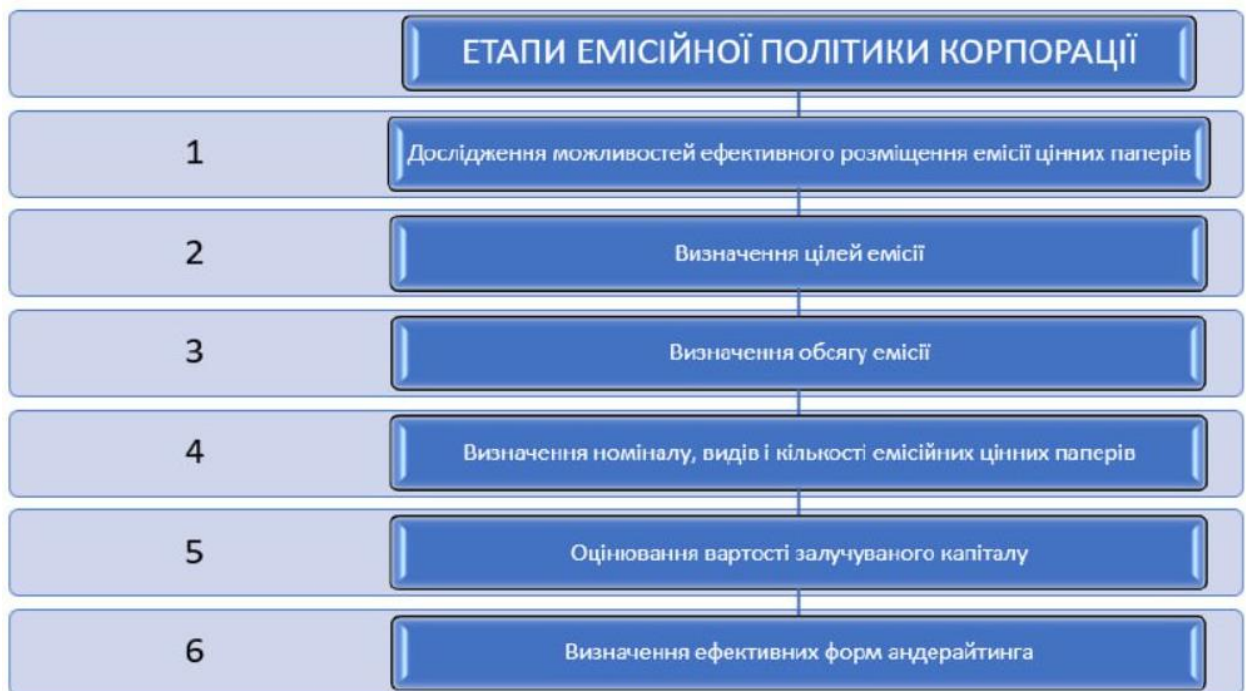 ЕТАПИ ЕМІСІЙНОЇ ПОЛІТИКИ КОРПОРАЦІЇ
1
Дослідження можливостей ефективного розміщення емісії цінних паперів
2
Визначення цілей емісії
3
Визначення обсягу емісії
4
Визначення номіналу, видів і кількості емісійних цінних паперів
5
Оцінювання вартості залучуваного капіталу
6
Визначення ефективних форм андерайтинга